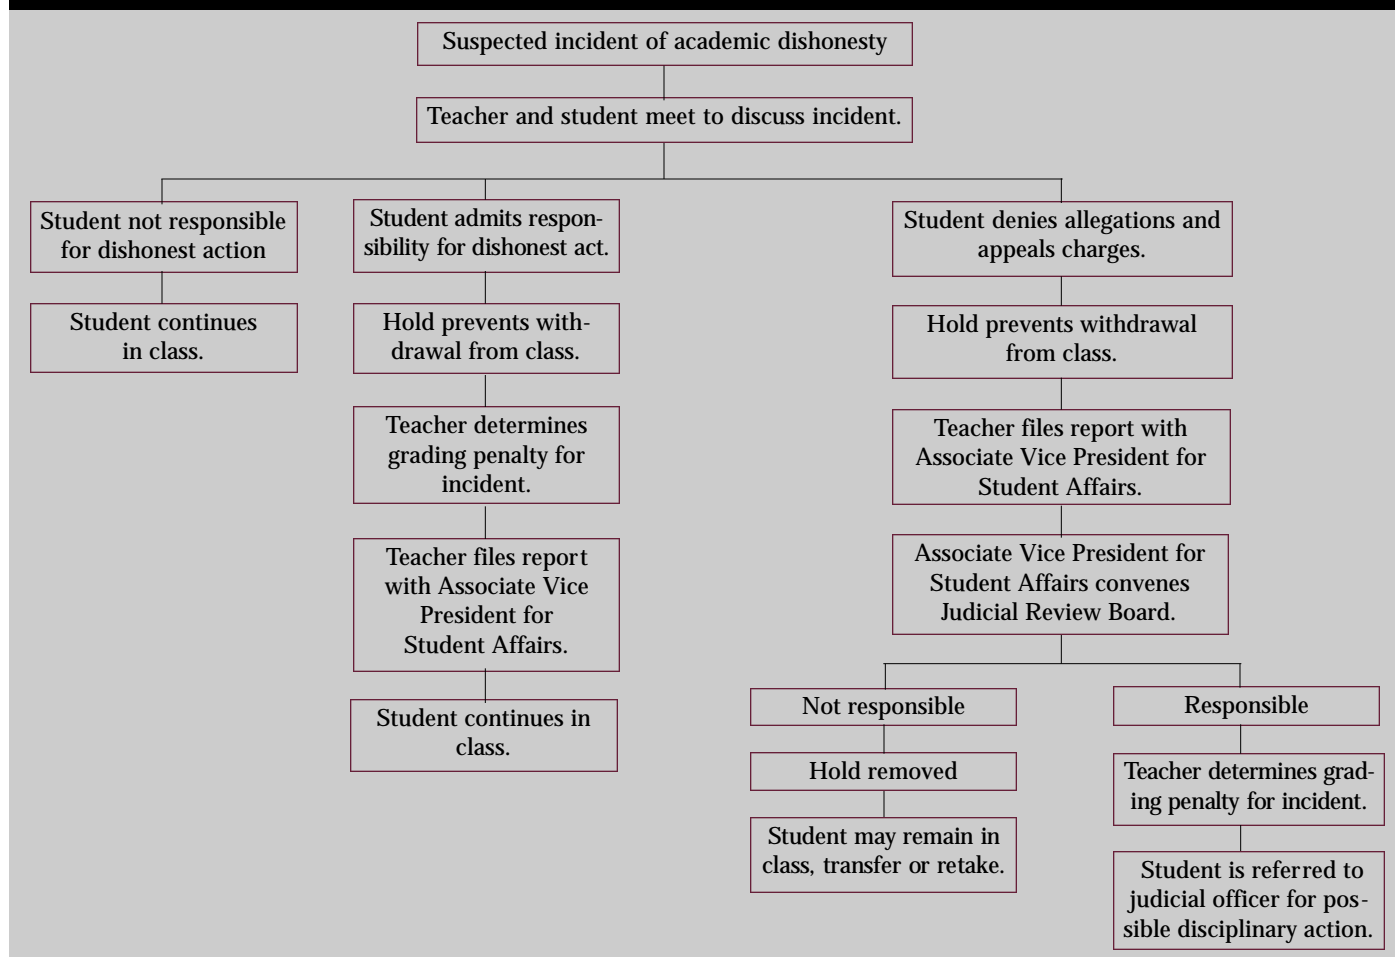 Suspected incident of academic dishonesty
Teacher and student meet to discuss incident.
Student not responsible
for dishonest action
Student continues
in class.
Student admits respon-
sibility for dishonest act.
Hold prevents with-
drawal from class.
Teacher determines
grading penalty for
incident.
Teacher files report
with Associate Vice
President for
Student Affairs.
Student continues in
class.
Student denies allegations and
appeals charges.
Hold prevents withdrawal
from class.
Teacher files report with
Associate Vice President for
Student Affairs.
Associate Vice President for
Student Affairs convenes
Judicial Review Board.
Not responsible
Hold removed
Student may remain in
class, transfer or retake.
Responsible
Teacher determines grad-
ing penalty for incident.
Student is referred to
judicial officer for pos-
sible disciplinary action.